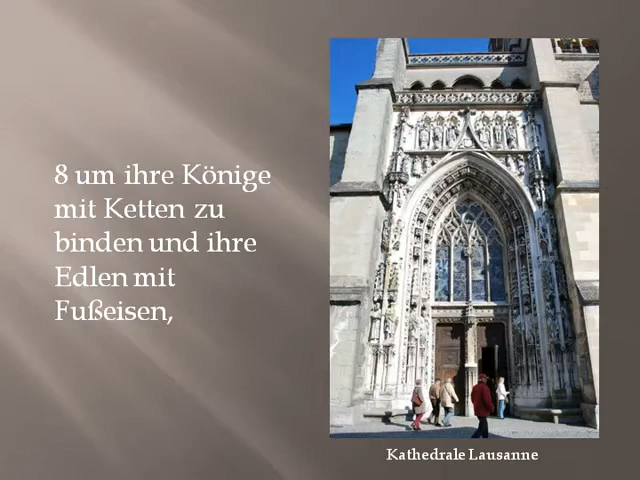 8 um ihre Könige
mit Ketten zu
binden und ihre
Edlen mit
Fußeisen,
Kathedrale Lausanne